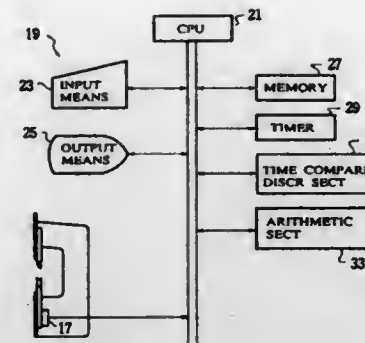 21
CPU
19
27
23
INPUT
MEANS
MEMORY
29
25
TIMER
OUTPUT
MEANS
TIME COMPARE
DISCR SECT
ARITHMETIC
SECT
33
17